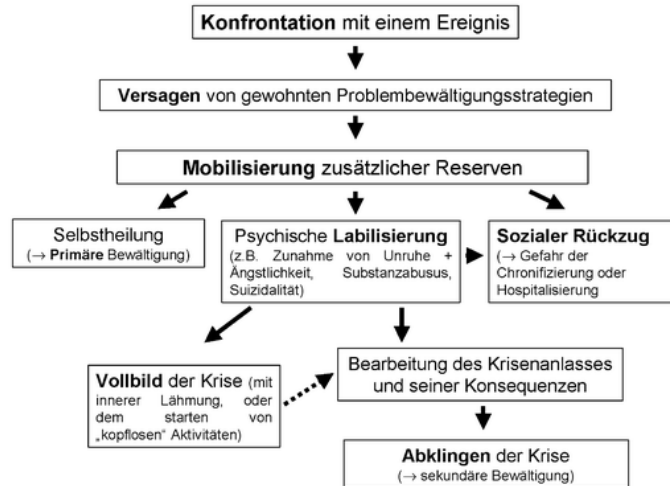 Konfrontation mit einem Ereignis
Versagen von gewohnten Problembewältigungsstrategien
Mobilisierung zusätzlicher Reserven
Selbstheilung
(→ Primäre Bewältigung)
Psychische Labilisierung
(z.B. Zunahme von Unruhe +
Ängstlichkeit, Substanzabusus,
Suizidalität)
Sozialer Rückzug
(→ Gefahr der
Chronifizierung oder
Hospitalisierung
Vollbild der Krise (mit
innerer Lähmung, oder
dem starten von
„kopflosen“ Aktivitäten)
Bearbeitung des Krisenanlasses
und seiner Konsequenzen
Abklingen der Krise
(→ sekundäre Bewältigung)